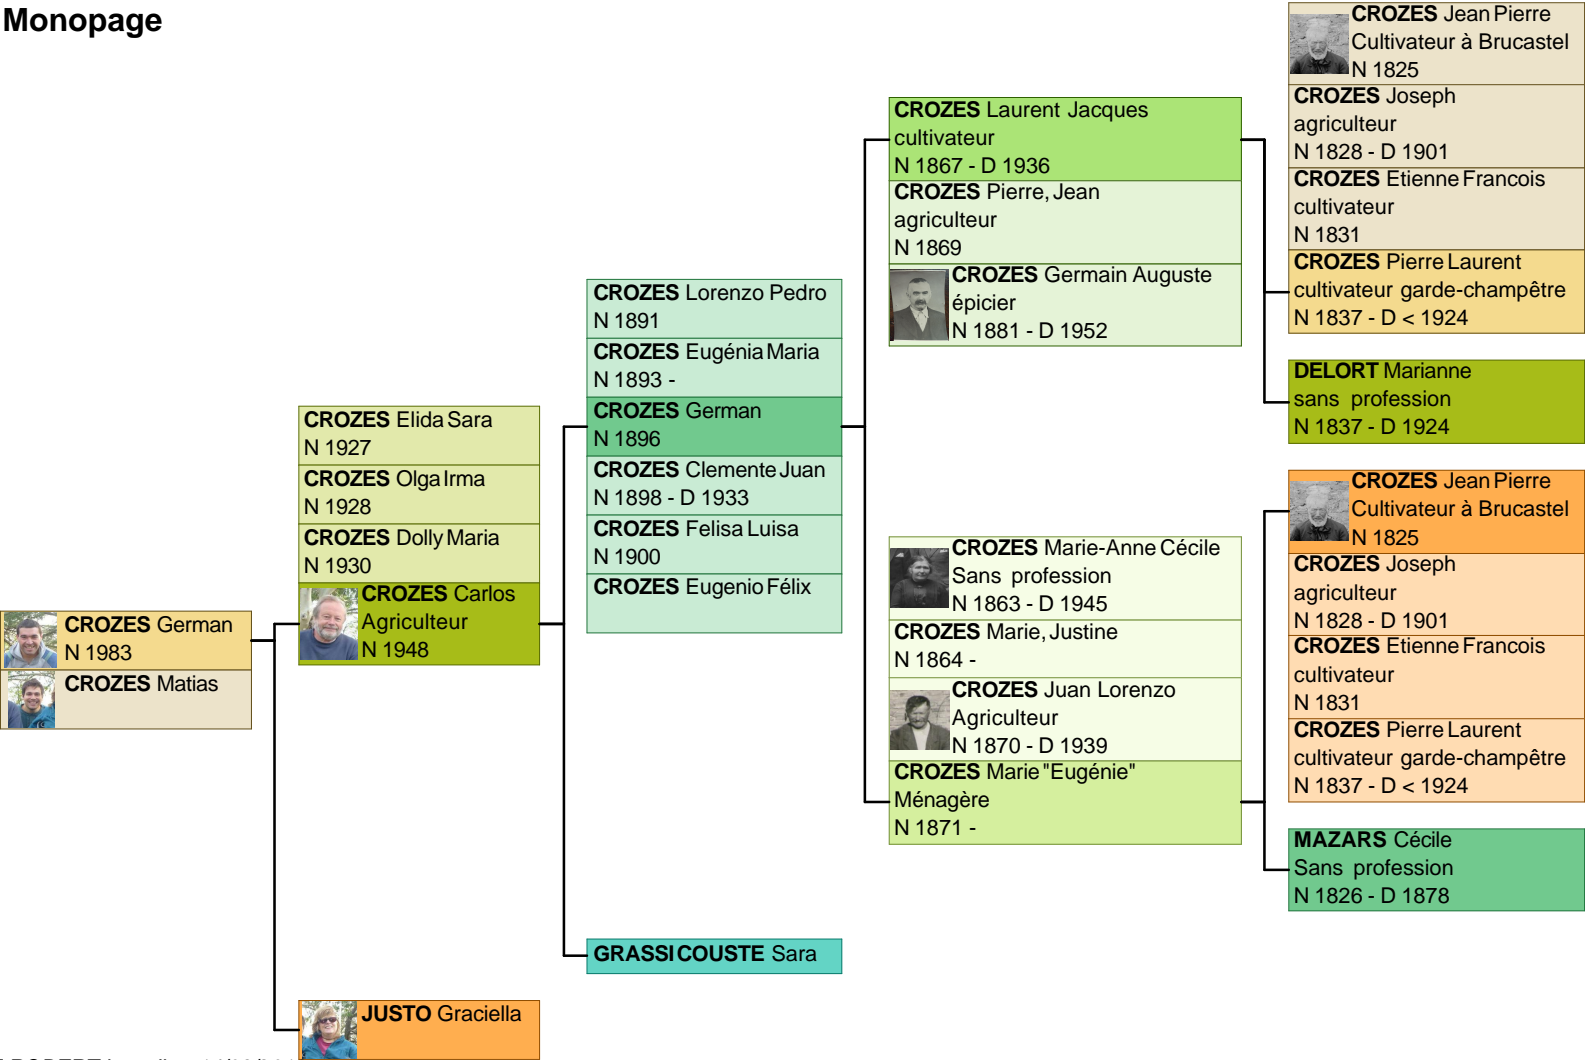 Monopage
CROZES German
N 1983
CROZES Matias
CROZES Elida Sara
N 1927
CROZES Olga Irma
N 1928
CROZES Dolly Maria
N 1930
CROZES Carlos
Agriculteur
N 1948
JUSTO Graciella
CROZES Lorenzo Pedro
N 1891
CROZES Eugénia Maria
N 1893 -
CROZES German
N 1896
CROZES Clemente Juan
N 1898 - D 1933
CROZES Felisa Luisa
N 1900
CROZES Eugenio Félix
GRASSI COUSTE Sara
CROZES Laurent Jacques
cultivateur
N 1867 - D 1936
CROZES Pierre, Jean
agriculteur
N 1869
CROZES Germain Auguste
épicier
N 1881 - D 1952
CROZES Marie-Anne Cécile
Sans profession
N 1863 - D 1945
CROZES Marie, Justine
N 1864 -
CROZES Juan Lorenzo
Agriculteur
N 1870 - D 1939
CROZES Marie "Eugénie"
Ménagère
N 1871 -
CROZES Jean Pierre
Cultivateur à Brucastel
N 1825
CROZES Joseph
agriculteur
N 1828 - D 1901
CROZES Etienne Francois
cultivateur
N 1831
CROZES Pierre Laurent
cultivateur garde-champêtre
N 1837 - D < 1924
DELORT Marianne
sans profession
N 1837 - D 1924
CROZES Jean Pierre
Cultivateur à Brucastel
N 1825
CROZES Joseph
agriculteur
N 1828 - D 1901
CROZES Etienne Francois
cultivateur
N 1831
CROZES Pierre Laurent
cultivateur garde-champêtre
N 1837 - D < 1924
MAZARS Cécile
Sans profession
N 1826 - D 1878